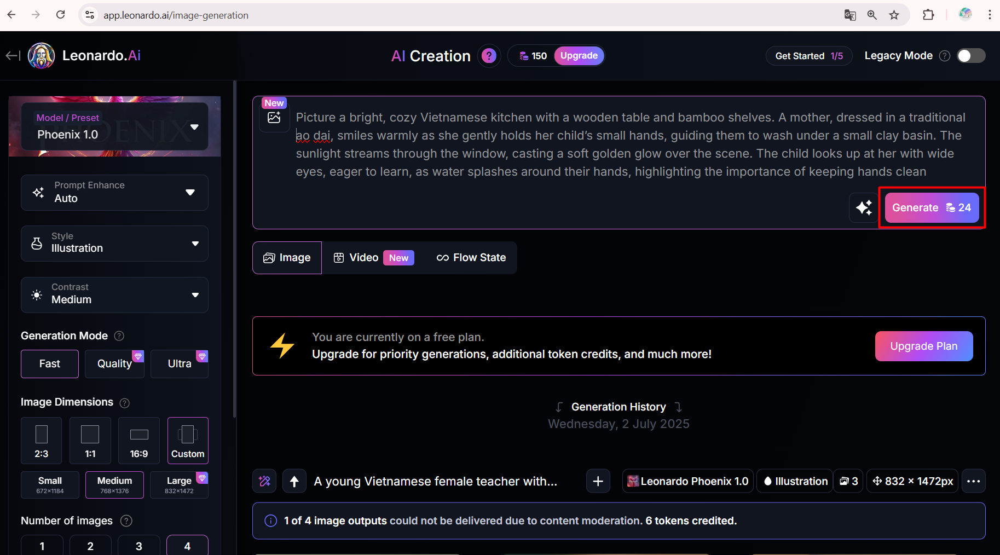 app.leonardo.ai/image-generation
Leonardo.Ai
AI Creation
?
150
Upgrade
Get Started 1/5
Legacy Mode ?
Model / Preset
Phoenix 1.0
PHOENIX
Prompt Enhance
Auto
Style
Illustration
Contrast
Medium
Generation Mode ?
Fast
Quality
Ultra
Image Dimensions ?
2:3
1:1
16:9
Custom
Small
672×1184
Medium
768×1376
Large
832×1472
Number of images ?
1
2
3
4
New
Picture a bright, cozy Vietnamese kitchen with a wooden table and bamboo shelves. A mother, dressed in a traditional
ao dai, smiles warmly as she gently holds her child’s small hands, guiding them to wash under a small clay basin. The
sunlight streams through the window, casting a soft golden glow over the scene. The child looks up at her with wide
eyes, eager to learn, as water splashes around their hands, highlighting the importance of keeping hands clean
Generate 24
Image
Video New
Flow State
You are currently on a free plan.
Upgrade for priority generations, additional token credits, and much more!
Upgrade Plan
Generation History
Wednesday, 2 July 2025
A young Vietnamese female teacher with...
Leonardo Phoenix 1.0
Illustration
3
832 × 1472px
1 of 4 image outputs could not be delivered due to content moderation. 6 tokens credited.